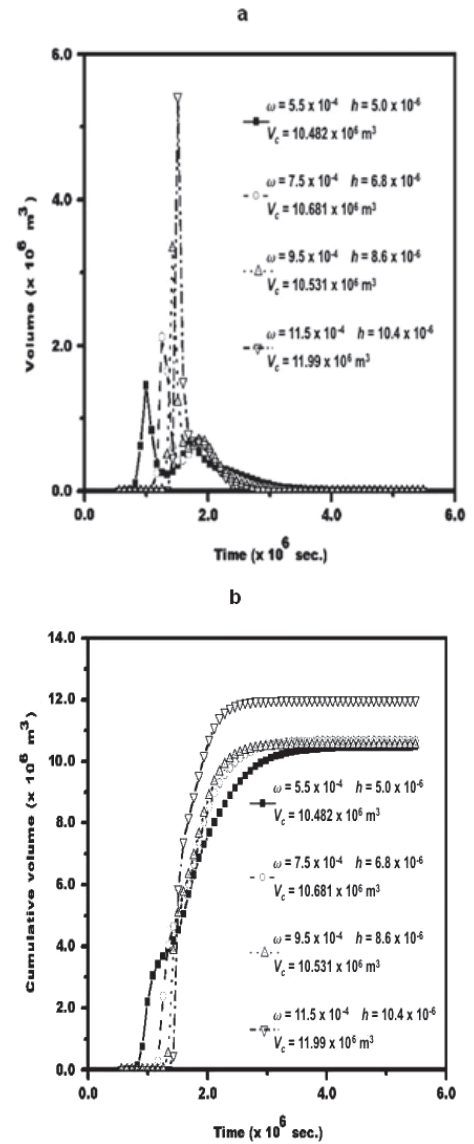 a
6.0
4.0
2.0
0.0
Volume (x 10⁶ m³)
ω = 5.5 x 10⁻⁴ h = 5.0 x 10⁻⁶
V꜀ = 10.482 x 10⁶ m³
ω = 7.5 x 10⁻⁴ h = 6.8 x 10⁻⁶
V꜀ = 10.681 x 10⁶ m³
ω = 9.5 x 10⁻⁴ h = 8.6 x 10⁻⁶
V꜀ = 10.531 x 10⁶ m³
ω = 11.5 x 10⁻⁴ h = 10.4 x 10⁻⁶
V꜀ = 11.99 x 10⁶ m³
0.0 2.0 4.0 6.0
Time (x 10⁶ sec.)
b
14.0
12.0
10.0
8.0
6.0
4.0
2.0
0.0
Cumulative volume (x 10⁶ m³)
ω = 5.5 x 10⁻⁴ h = 5.0 x 10⁻⁶
V꜀ = 10.482 x 10⁶ m³
ω = 7.5 x 10⁻⁴ h = 6.8 x 10⁻⁶
V꜀ = 10.681 x 10⁶ m³
ω = 9.5 x 10⁻⁴ h = 8.6 x 10⁻⁶
V꜀ = 10.531 x 10⁶ m³
ω = 11.5 x 10⁻⁴ h = 10.4 x 10⁻⁶
V꜀ = 11.99 x 10⁶ m³
0.0 2.0 4.0 6.0
Time (x 10⁶ sec.)